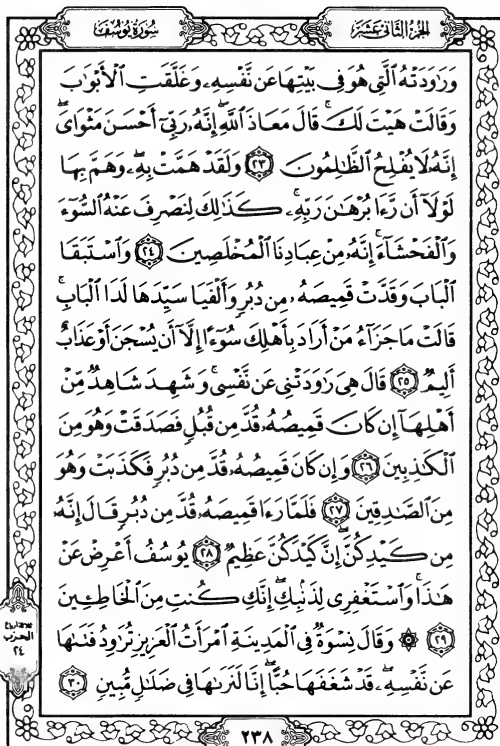 الجزء الثاني عشر
سورة يوسف
وَرَٰوَدَتْهُ ٱلَّتِى هُوَ فِى بَيْتِهَا عَن نَّفْسِهِۦ وَغَلَّقَتِ ٱلْأَبْوَٰبَ
وَقَالَتْ هَيْتَ لَكَ ۚ قَالَ مَعَاذَ ٱللَّهِ ۖ إِنَّهُۥ رَبِّىٓ أَحْسَنَ مَثْوَاىَ ۖ
إِنَّهُۥ لَا يُفْلِحُ ٱلظَّٰلِمُونَ ﴿٢٣﴾ وَلَقَدْ هَمَّتْ بِهِۦ ۖ وَهَمَّ بِهَا
لَوْلَآ أَن رَّءَا بُرْهَٰنَ رَبِّهِۦ ۚ كَذَٰلِكَ لِنَصْرِفَ عَنْهُ ٱلسُّوٓءَ
وَٱلْفَحْشَآءَ ۚ إِنَّهُۥ مِنْ عِبَادِنَا ٱلْمُخْلَصِينَ ﴿٢٤﴾ وَٱسْتَبَقَا
ٱلْبَابَ وَقَدَّتْ قَمِيصَهُۥ مِن دُبُرٍ وَأَلْفَيَا سَيِّدَهَا لَدَا ٱلْبَابِ ۚ
قَالَتْ مَا جَزَآءُ مَنْ أَرَادَ بِأَهْلِكَ سُوٓءًا إِلَّآ أَن يُسْجَنَ أَوْ عَذَابٌ
أَلِيمٌ ﴿٢٥﴾ قَالَ هِىَ رَٰوَدَتْنِى عَن نَّفْسِى ۚ وَشَهِدَ شَاهِدٌ مِّنْ
أَهْلِهَآ إِن كَانَ قَمِيصُهُۥ قُدَّ مِن قُبُلٍ فَصَدَقَتْ وَهُوَ مِنَ
ٱلْكَٰذِبِينَ ﴿٢٦﴾ وَإِن كَانَ قَمِيصُهُۥ قُدَّ مِن دُبُرٍ فَكَذَبَتْ وَهُوَ
مِنَ ٱلصَّٰدِقِينَ ﴿٢٧﴾ فَلَمَّا رَءَا قَمِيصَهُۥ قُدَّ مِن دُبُرٍ قَالَ إِنَّهُۥ
مِن كَيْدِكُنَّ ۖ إِنَّ كَيْدَكُنَّ عَظِيمٌ ﴿٢٨﴾ يُوسُفُ أَعْرِضْ عَنْ
هَٰذَا ۚ وَٱسْتَغْفِرِى لِذَنۢبِكِ ۖ إِنَّكِ كُنتِ مِنَ ٱلْخَاطِـِٔينَ
﴿٢٩﴾ ۞ وَقَالَ نِسْوَةٌ فِى ٱلْمَدِينَةِ ٱمْرَأَتُ ٱلْعَزِيزِ تُرَٰوِدُ فَتَىٰهَا
عَن نَّفْسِهِۦ ۖ قَدْ شَغَفَهَا حُبًّا ۖ إِنَّا لَنَرَىٰهَا فِى ضَلَٰلٍ مُّبِينٍ ﴿٣٠﴾
الحزب
٢٤
٢٣٨